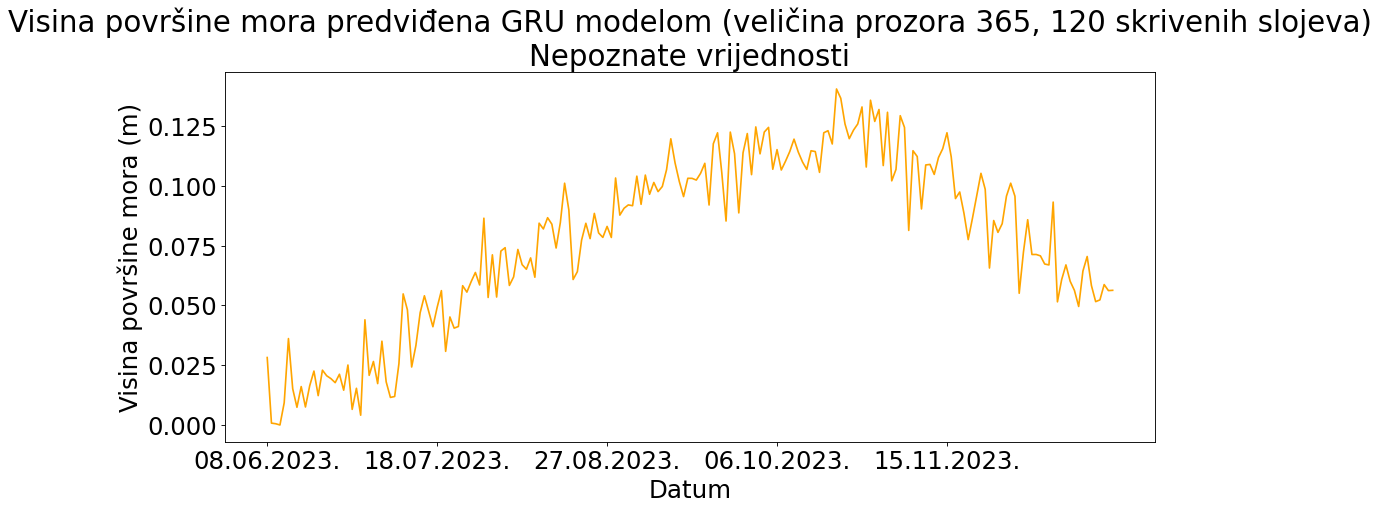 Visina površine mora predviđena GRU modelom (veličina prozora 365, 120 skrivenih slojeva)
Nepoznate vrijednosti
Visina površine mora (m)
0.125
0.100
0.075
0.050
0.025
0.000
08.06.2023. 18.07.2023. 27.08.2023. 06.10.2023. 15.11.2023.
Datum